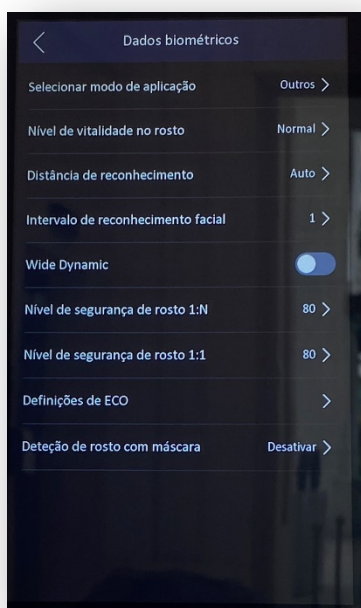 Dados biométricos
Selecionar modo de aplicação Outros
Nível de vitalidade no rosto Normal
Distância de reconhecimento Auto
Intervalo de reconhecimento facial 1
Wide Dynamic
Nível de segurança de rosto 1:N 80
Nível de segurança de rosto 1:1 80
Definições de ECO
Deteção de rosto com máscara Desativar